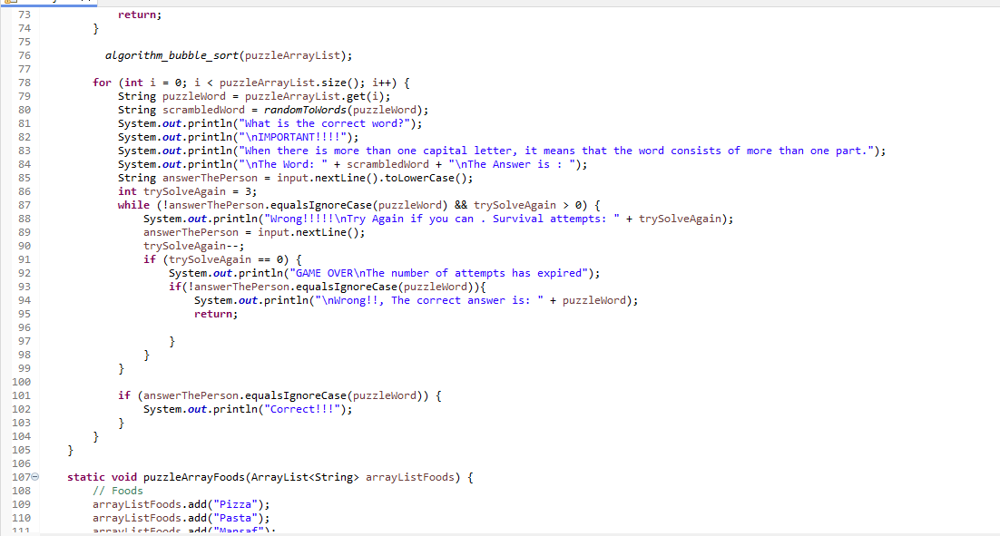 73 return;
74 }
75
76 algorithm_bubble_sort(puzzleArrayList);
77
78 for (int i = 0; i < puzzleArrayList.size(); i++) {
79 String puzzleWord = puzzleArrayList.get(i);
80 String scrambledWord = randomToWords(puzzleWord);
81 System.out.println("What is the correct word?");
82 System.out.println("\nIMPORTANT!!!!");
83 System.out.println("When there is more than one capital letter, it means that the word consists of more than one part.");
84 System.out.println("\nThe Word: " + scrambledWord + "\nThe Answer is : ");
85 String answerThePerson = input.nextLine().toLowerCase();
86 int trySolveAgain = 3;
87 while (!answerThePerson.equalsIgnoreCase(puzzleWord) && trySolveAgain > 0) {
88 System.out.println("Wrong!!!!!\nTry Again if you can . Survival attempts: " + trySolveAgain);
89 answerThePerson = input.nextLine();
90 trySolveAgain--;
91 if (trySolveAgain == 0) {
92 System.out.println("GAME OVER\nThe number of attempts has expired");
93 if(!answerThePerson.equalsIgnoreCase(puzzleWord)){
94 System.out.println("\nWrong!!, The correct answer is: " + puzzleWord);
95 return;
96
97 }
98 }
99 }
100
101 if (answerThePerson.equalsIgnoreCase(puzzleWord)) {
102 System.out.println("Correct!!!");
103 }
104 }
105 }
106
107 static void puzzleArrayFoods(ArrayList<String> arrayListFoods) {
108 // Foods
109 arrayListFoods.add("Pizza");
110 arrayListFoods.add("Pasta");
111 arrayListFoods.add("Mansaf");